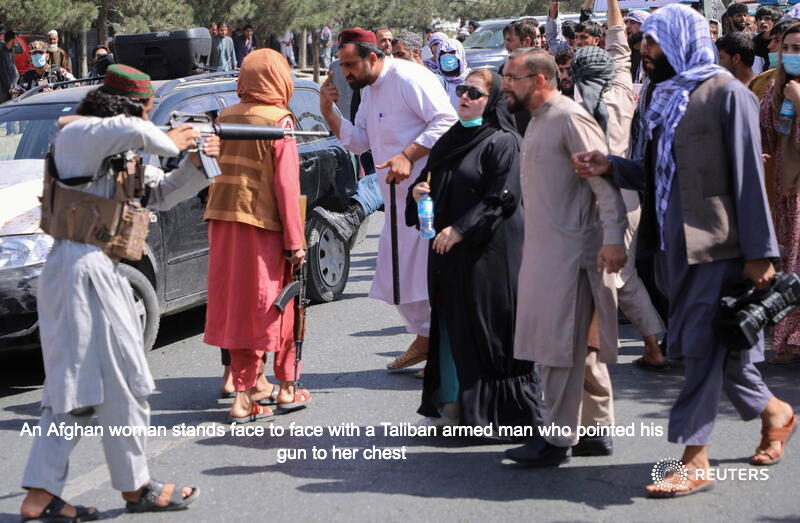 An Afghan woman stands face to face with a Taliban armed man who pointed his
gun to her chest
REUTERS